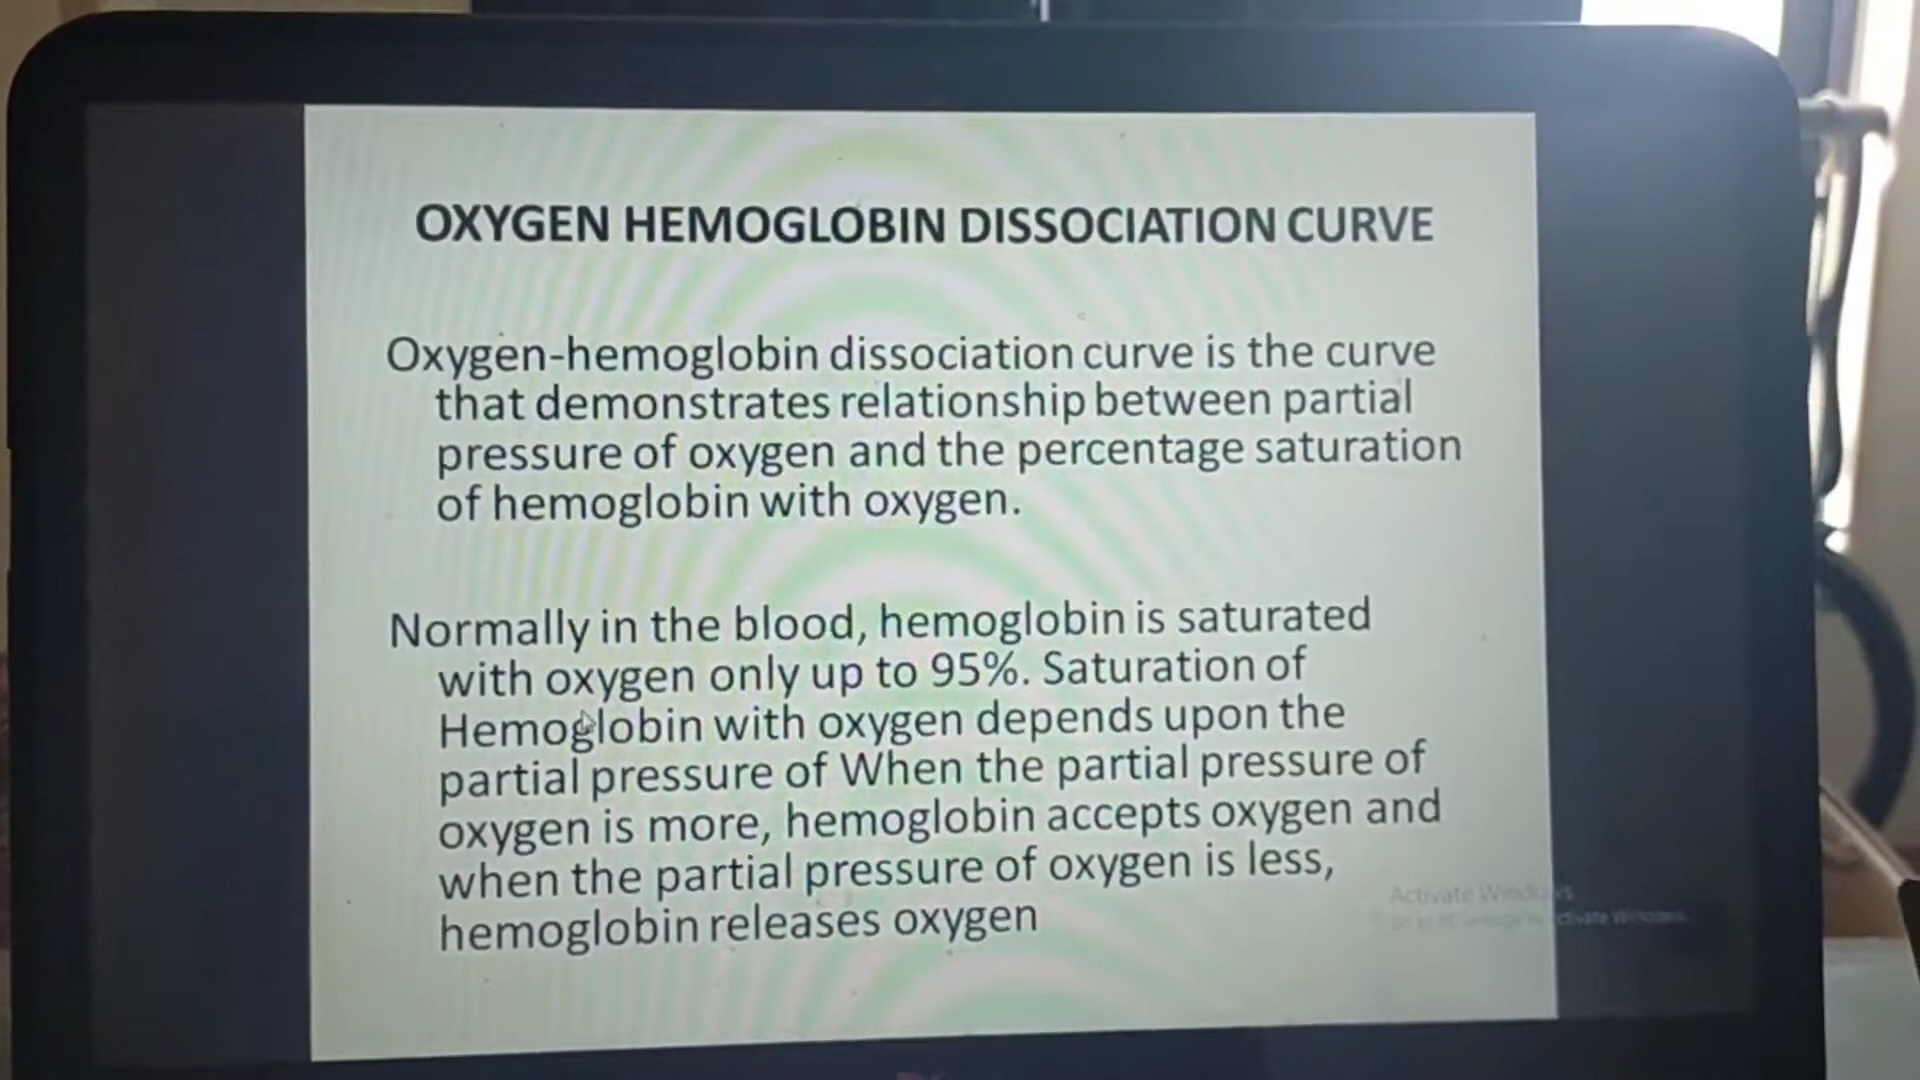 OXYGEN HEMOGLOBIN DISSOCIATION CURVE
Oxygen-hemoglobin dissociation curve is the curve
that demonstrates relationship between partial
pressure of oxygen and the percentage saturation
of hemoglobin with oxygen.
Normally in the blood, hemoglobin is saturated
with oxygen only up to 95%. Saturation of
Hemoglobin with oxygen depends upon the
partial pressure of When the partial pressure of
oxygen is more, hemoglobin accepts oxygen and
when the partial pressure of oxygen is less,
hemoglobin releases oxygen
Activate Windows
Activate Windows